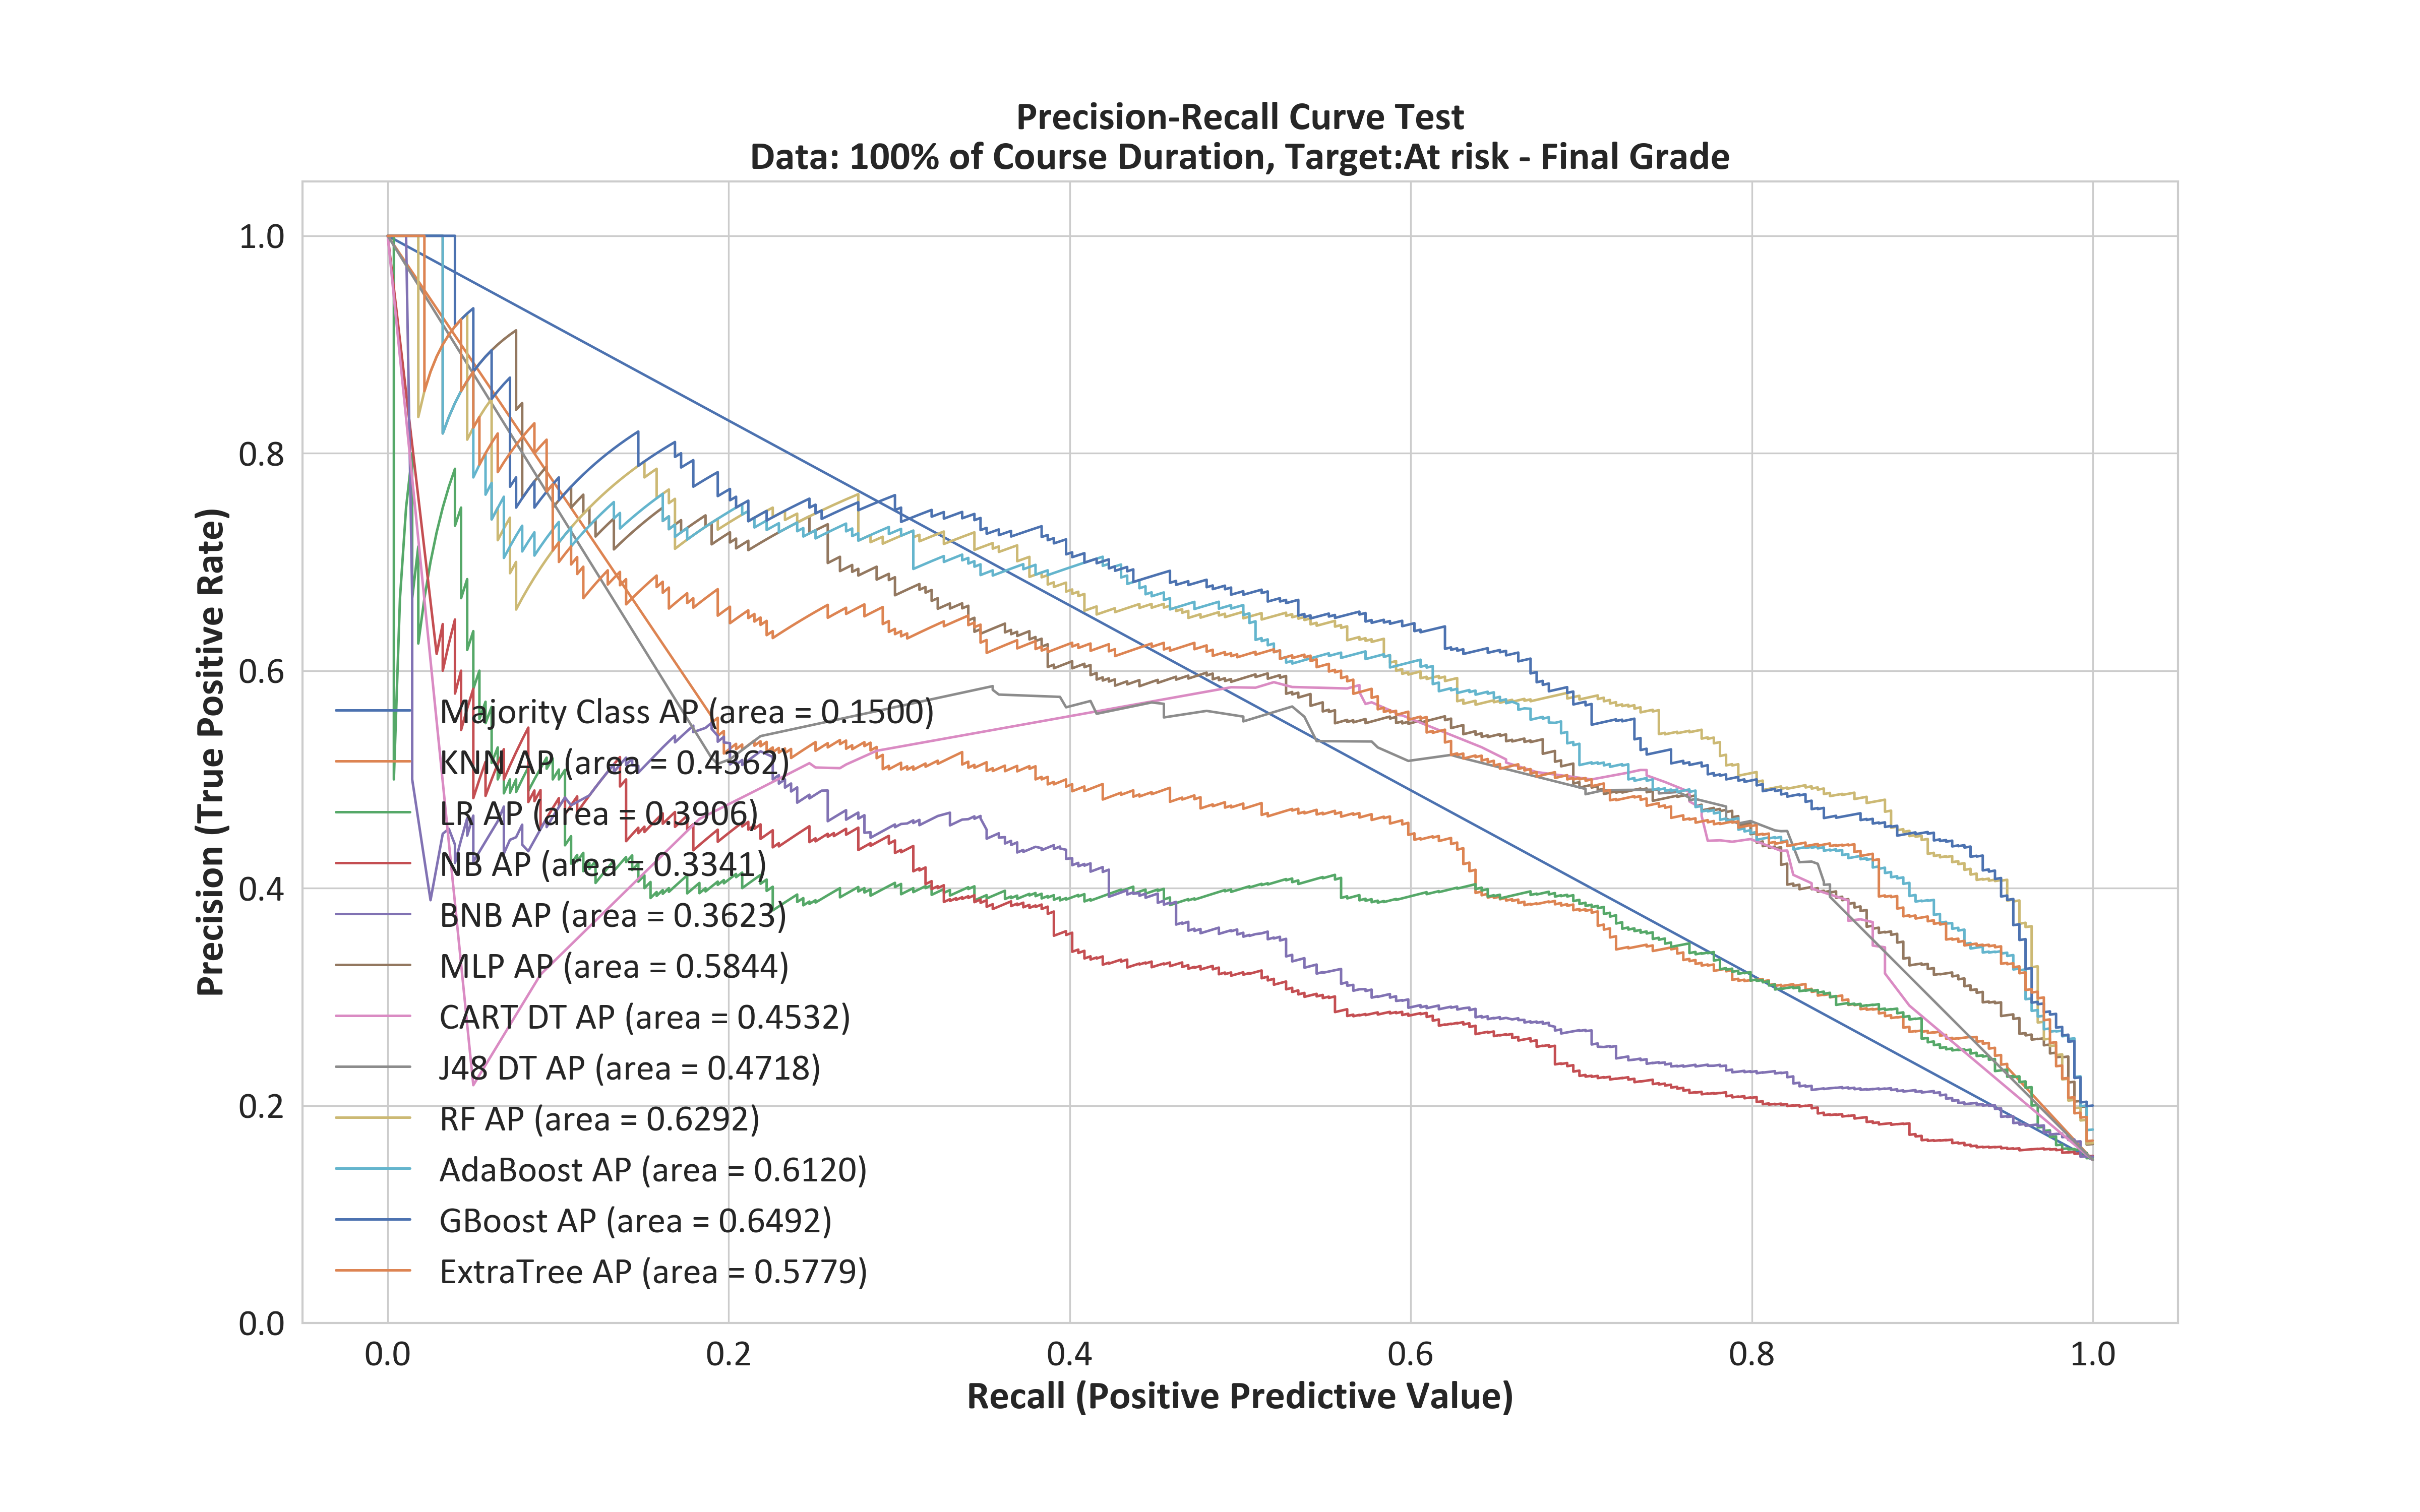 Precision-Recall Curve Test
Data: 100% of Course Duration, Target:At risk - Final Grade
Precision (True Positive Rate)
1.0
0.8
0.6
0.4
0.2
0.0
Majority Class AP (area = 0.1500)
KNN AP (area = 0.4362)
LR AP (area = 0.3906)
NB AP (area = 0.3341)
BNB AP (area = 0.3623)
MLP AP (area = 0.5844)
CART DT AP (area = 0.4532)
J48 DT AP (area = 0.4718)
RF AP (area = 0.6292)
AdaBoost AP (area = 0.6120)
GBoost AP (area = 0.6492)
ExtraTree AP (area = 0.5779)
0.0 0.2 0.4 0.6 0.8 1.0
Recall (Positive Predictive Value)